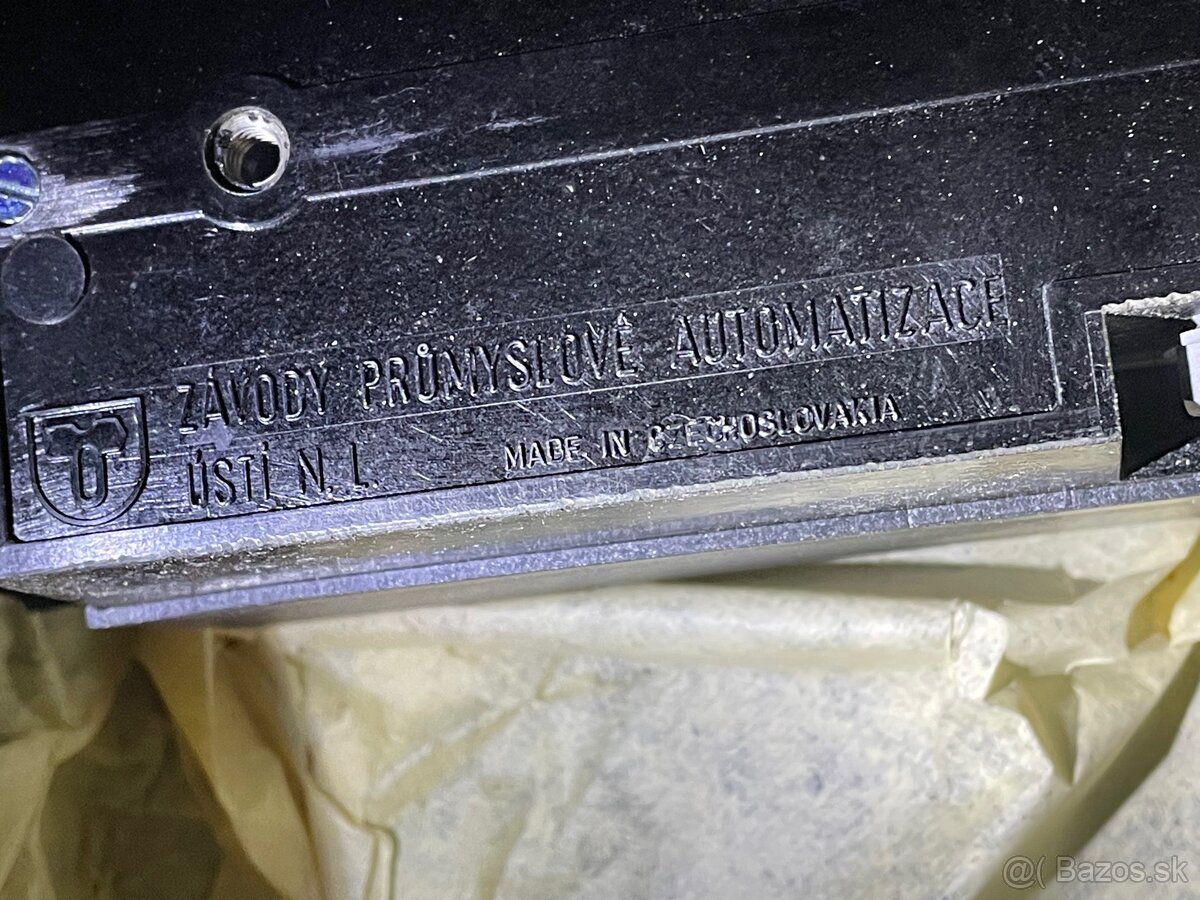 ZÁVODY PRŮMYSLOVÉ AUTOMATIZACE
ÚSTÍ N. L.
MADE IN CZECHOSLOVAKIA
@( Bazos.sk